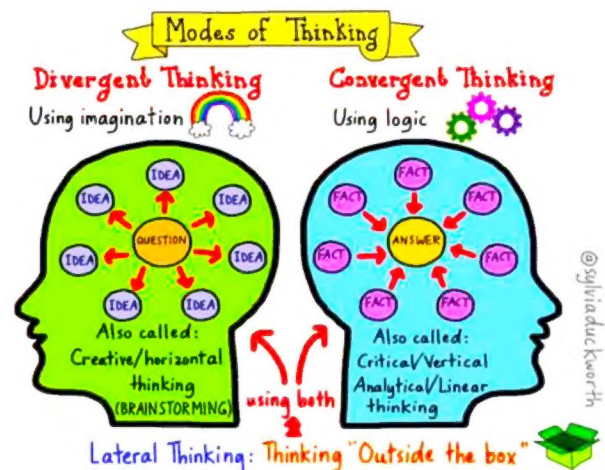 Modes of Thinking
Divergent Thinking
Using imagination
IDEA
IDEA
IDEA
IDEA
IDEA
IDEA
IDEA
QUESTION
Also called:
Creative/horizontal
thinking
(BRAINSTORMING)
Convergent Thinking
Using logic
FACT
FACT
FACT
FACT
FACT
FACT
FACT
ANSWER
Also called:
Critical/Vertical
Analytical/Linear
thinking
using both
Lateral Thinking: Thinking "Outside the box"
@sylviaduckworth